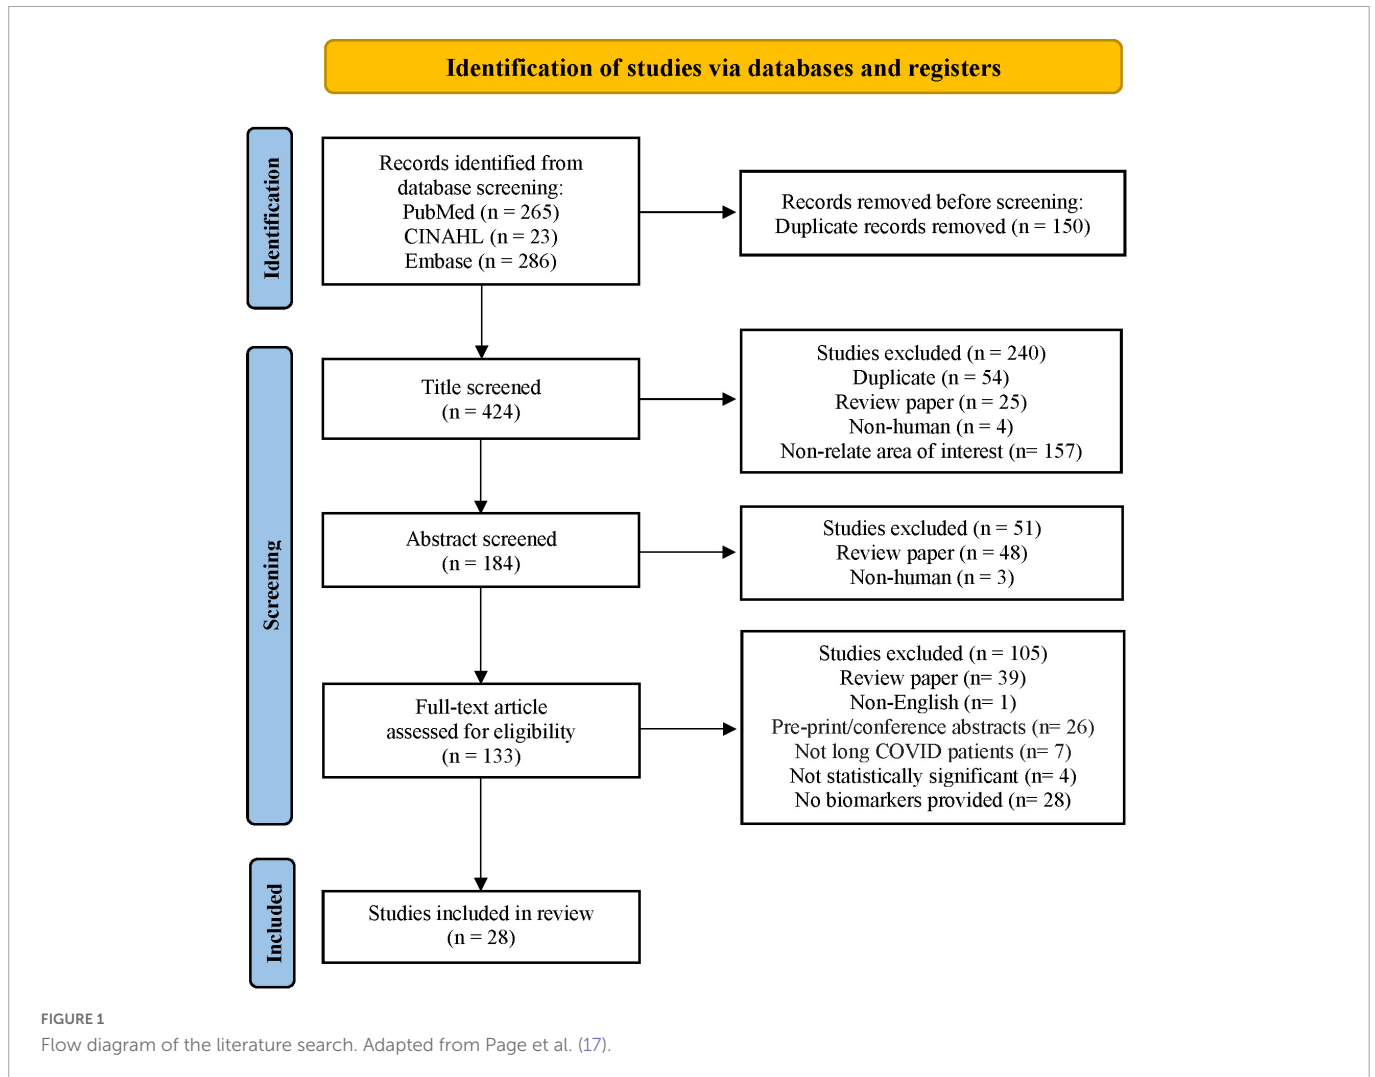 Identification of studies via databases and registers
Identification
Records identified from
database screening:
PubMed (n = 265)
CINAHL (n = 23)
Embase (n = 286)
Records removed before screening:
Duplicate records removed (n = 150)
Screening
Title screened
(n = 424)
Studies excluded (n = 240)
Duplicate (n = 54)
Review paper (n = 25)
Non-human (n = 4)
Non-relate area of interest (n= 157)
Abstract screened
(n = 184)
Studies excluded (n = 51)
Review paper (n = 48)
Non-human (n = 3)
Full-text article
assessed for eligibility
(n = 133)
Studies excluded (n = 105)
Review paper (n= 39)
Non-English (n= 1)
Pre-print/conference abstracts (n= 26)
Not long COVID patients (n= 7)
Not statistically significant (n= 4)
No biomarkers provided (n= 28)
Included
Studies included in review
(n = 28)
FIGURE 1
Flow diagram of the literature search. Adapted from Page et al. (17).